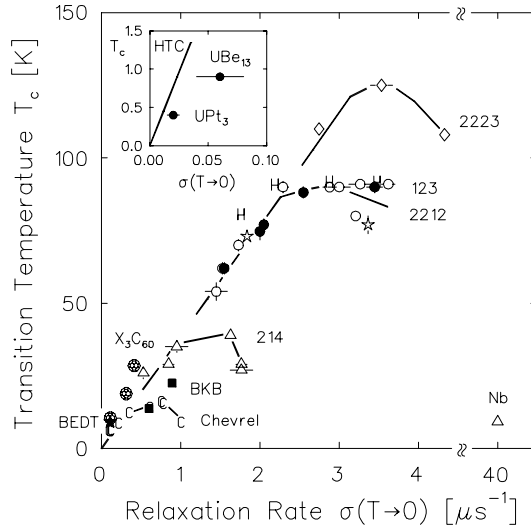 150
100
50
0
Transition Temperature T_c [K]
T_c
HTC
UBe₁₃
UPt₃
1.5
1.0
0.5
0.0
0.00 0.05 0.10
σ(T→0)
2223
H H H 123
2212
H
X₃C₆₀
214
BKB
Nb
BEDT
C C C C C C Chevrel
0 1 2 3 4 40
Relaxation Rate σ(T→0) [μs⁻¹]